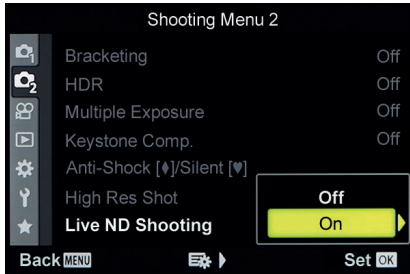 Shooting Menu 2
Bracketing Off
HDR Off
Multiple Exposure Off
Keystone Comp. Off
Anti-Shock [♦]/Silent [♥]
High Res Shot Off
Live ND Shooting On
Back MENU Set OK